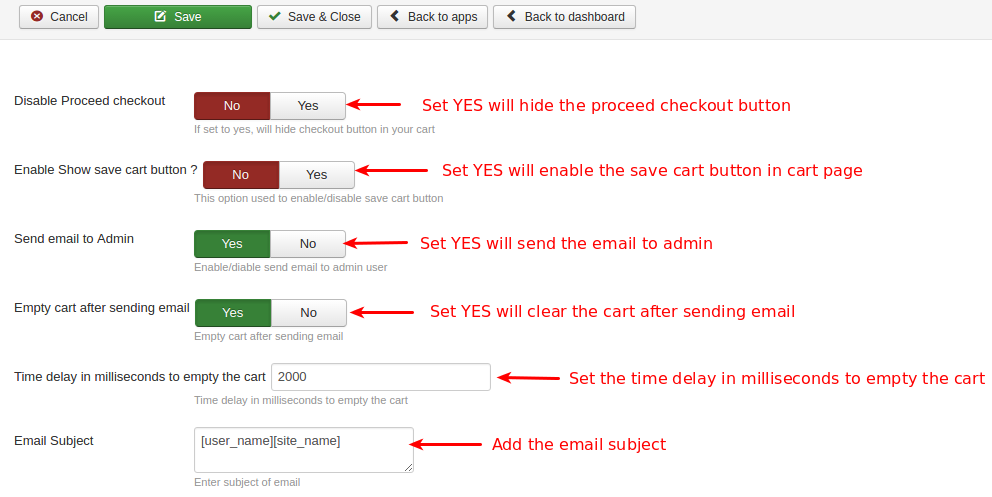 Cancel Save Save & Close Back to apps Back to dashboard
Disable Proceed checkout No Yes Set YES will hide the proceed checkout button
If set to yes, will hide checkout button in your cart
Enable Show save cart button ? No Yes Set YES will enable the save cart button in cart page
This option used to enable/disable save cart button
Send email to Admin Yes No Set YES will send the email to admin
Enable/diable send email to admin user
Empty cart after sending email Yes No Set YES will clear the cart after sending email
Empty cart after sending email
Time delay in milliseconds to empty the cart 2000 Set the time delay in milliseconds to empty the cart
Time delay in milliseconds to empty the cart
Email Subject [user_name][site_name] Add the email subject
Enter subject of email